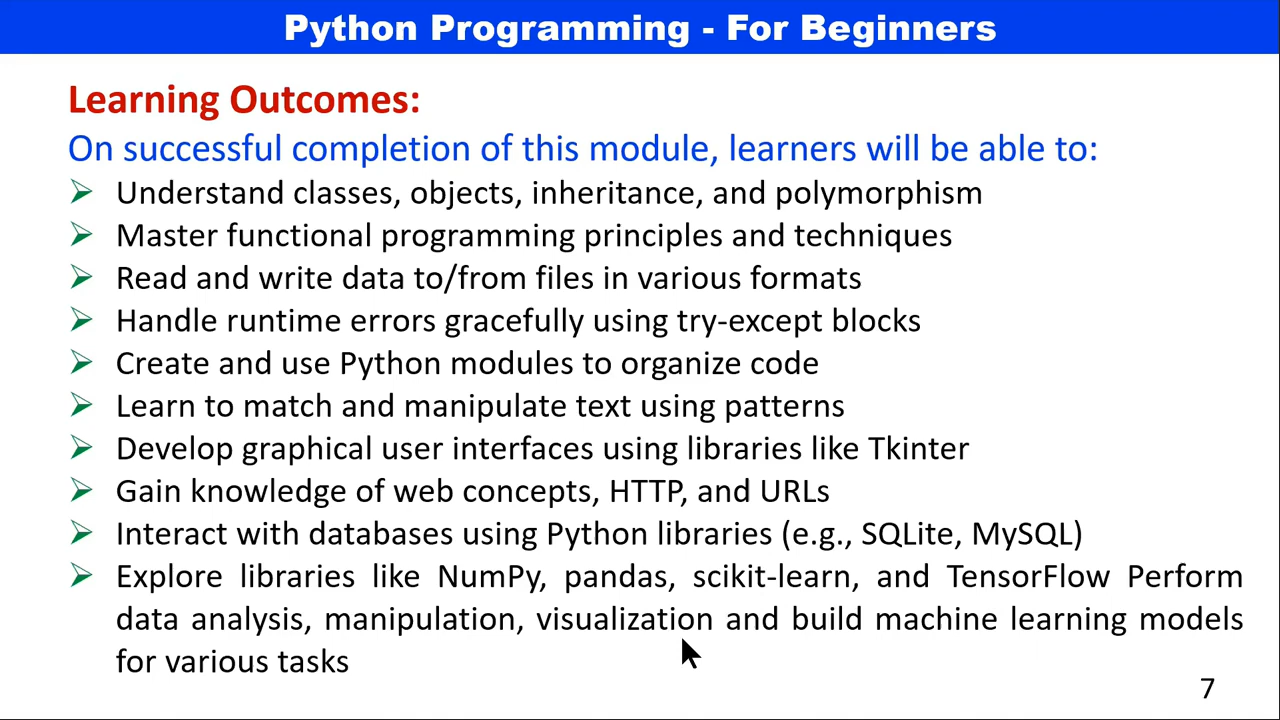 Python Programming - For Beginners
Learning Outcomes:
On successful completion of this module, learners will be able to:
Understand classes, objects, inheritance, and polymorphism
Master functional programming principles and techniques
Read and write data to/from files in various formats
Handle runtime errors gracefully using try-except blocks
Create and use Python modules to organize code
Learn to match and manipulate text using patterns
Develop graphical user interfaces using libraries like Tkinter
Gain knowledge of web concepts, HTTP, and URLs
Interact with databases using Python libraries (e.g., SQLite, MySQL)
Explore libraries like NumPy, pandas, scikit-learn, and TensorFlow Perform
data analysis, manipulation, visualization and build machine learning models
for various tasks
7